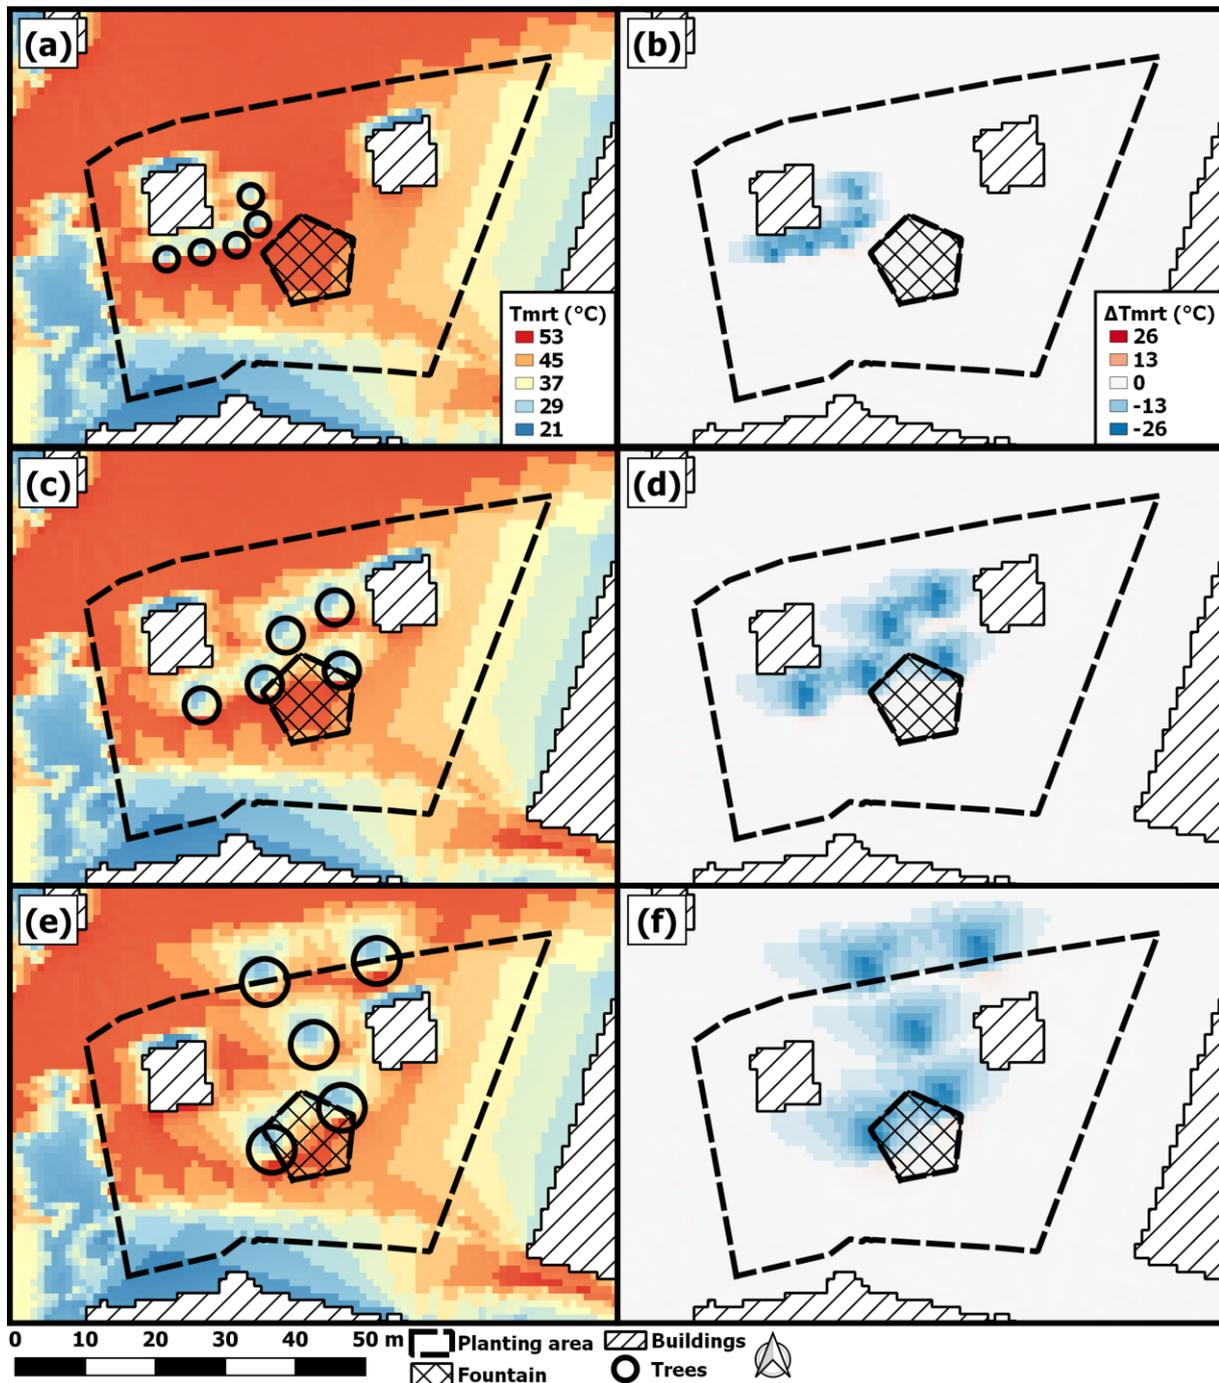 (a)
(b)
Tmrt (°C)
53
45
37
29
21
ΔTmrt (°C)
26
13
0
-13
-26
(c)
(d)
(e)
(f)
0 10 20 30 40 50 m
Planting area
Buildings
Fountain
Trees